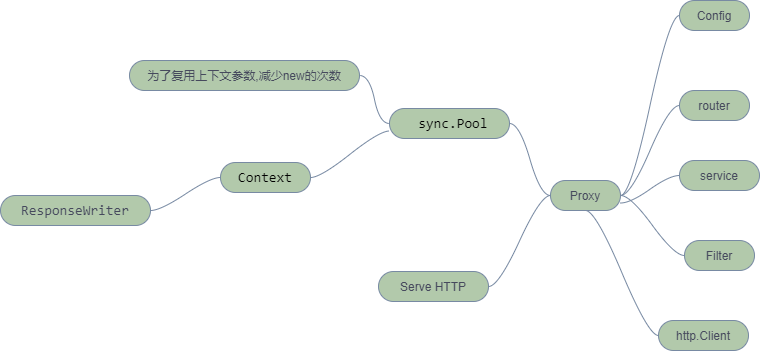 Config
为了复用上下文参数,减少new的次数
router
sync.Pool
Context
service
Proxy
ResponseWriter
Filter
Serve HTTP
http.Client